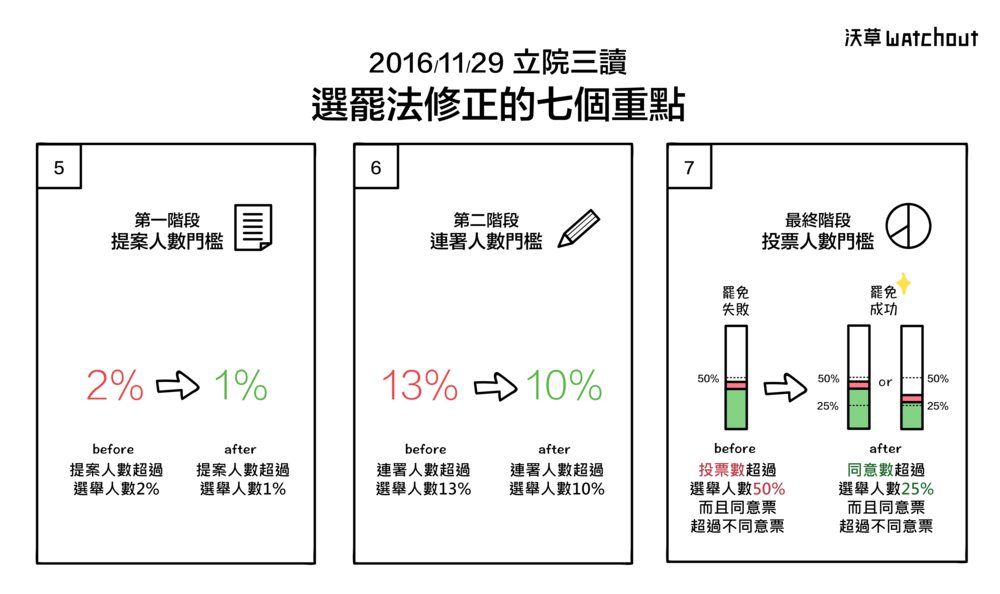 沃草 watchout
2016/11/29 立院三讀
選罷法修正的七個重點
5
第一階段
提案人數門檻
2%
1%
before
提案人數超過
選舉人數2%
after
提案人數超過
選舉人數1%
6
第二階段
連署人數門檻
13%
10%
before
連署人數超過
選舉人數13%
after
連署人數超過
選舉人數10%
7
最終階段
投票人數門檻
罷免
失敗
50%
罷免
成功
50%
25%
or
50%
25%
before
投票數超過
選舉人數50%
而且同意票
超過不同意票
after
同意數超過
選舉人數25%
而且同意票
超過不同意票